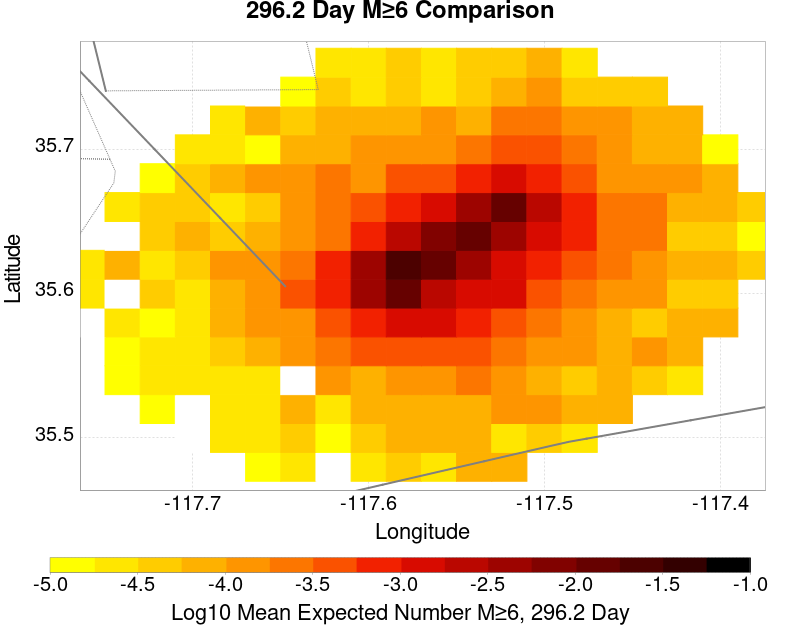 296.2 Day M≥6 Comparison
35.7
35.6
35.5
Latitude
-117.7 -117.6 -117.5 -117.4
Longitude
-5.0 -4.5 -4.0 -3.5 -3.0 -2.5 -2.0 -1.5 -1.0
Log10 Mean Expected Number M≥6, 296.2 Day